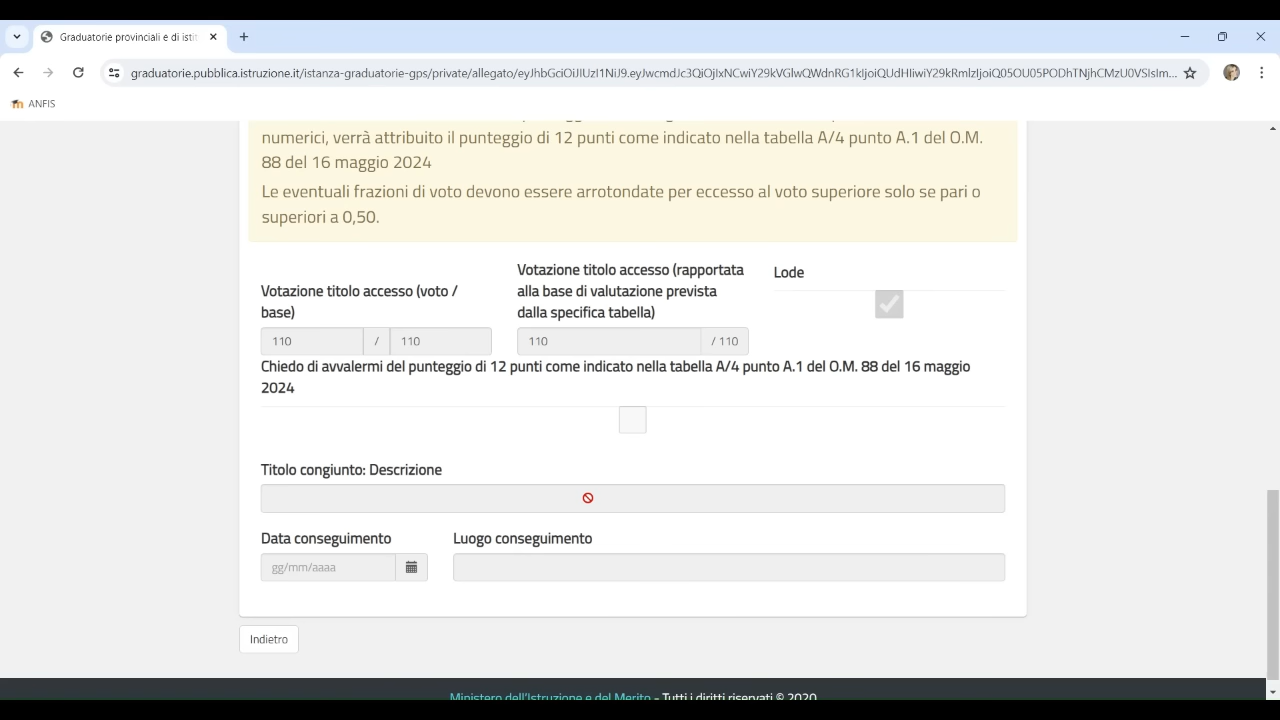 Graduatorie provinciali e di istit
graduatorie.pubblica.istruzione.it/istanza-graduatorie-gps/private/allegato/
ANFIS
numerici, verrà attribuito il punteggio di 12 punti come indicato nella tabella A/4 punto A.1 del O.M.
88 del 16 maggio 2024
Le eventuali frazioni di voto devono essere arrotondate per eccesso al voto superiore solo se pari o
superiori a 0,50.
Votazione titolo accesso (voto /
base)
110 / 110
Votazione titolo accesso (rapportata
alla base di valutazione prevista
dalla specifica tabella)
110 / 110
Lode
Chiedo di avvalermi del punteggio di 12 punti come indicato nella tabella A/4 punto A.1 del O.M. 88 del 16 maggio
2024
Titolo congiunto: Descrizione
Data conseguimento
gg/mm/aaaa
Luogo conseguimento
Indietro
Ministero dell'Istruzione e del Merito - Tutti i diritti riservati © 2020